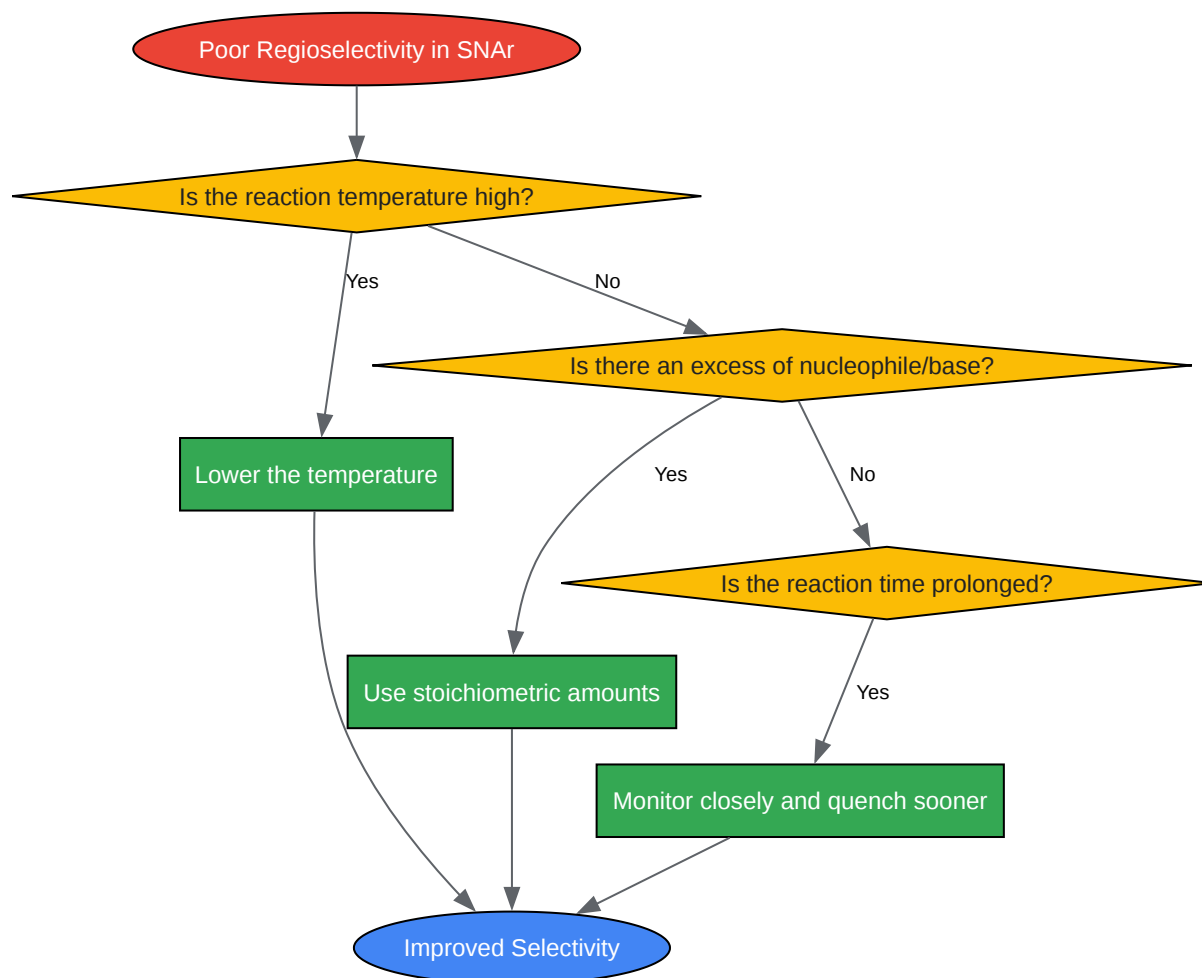 Poor Regioselectivity in SNAr
Is the reaction temperature high?
Yes
No
Is there an excess of nucleophile/base?
Lower the temperature
Yes
No
Is the reaction time prolonged?
Use stoichiometric amounts
Yes
Monitor closely and quench sooner
Improved Selectivity